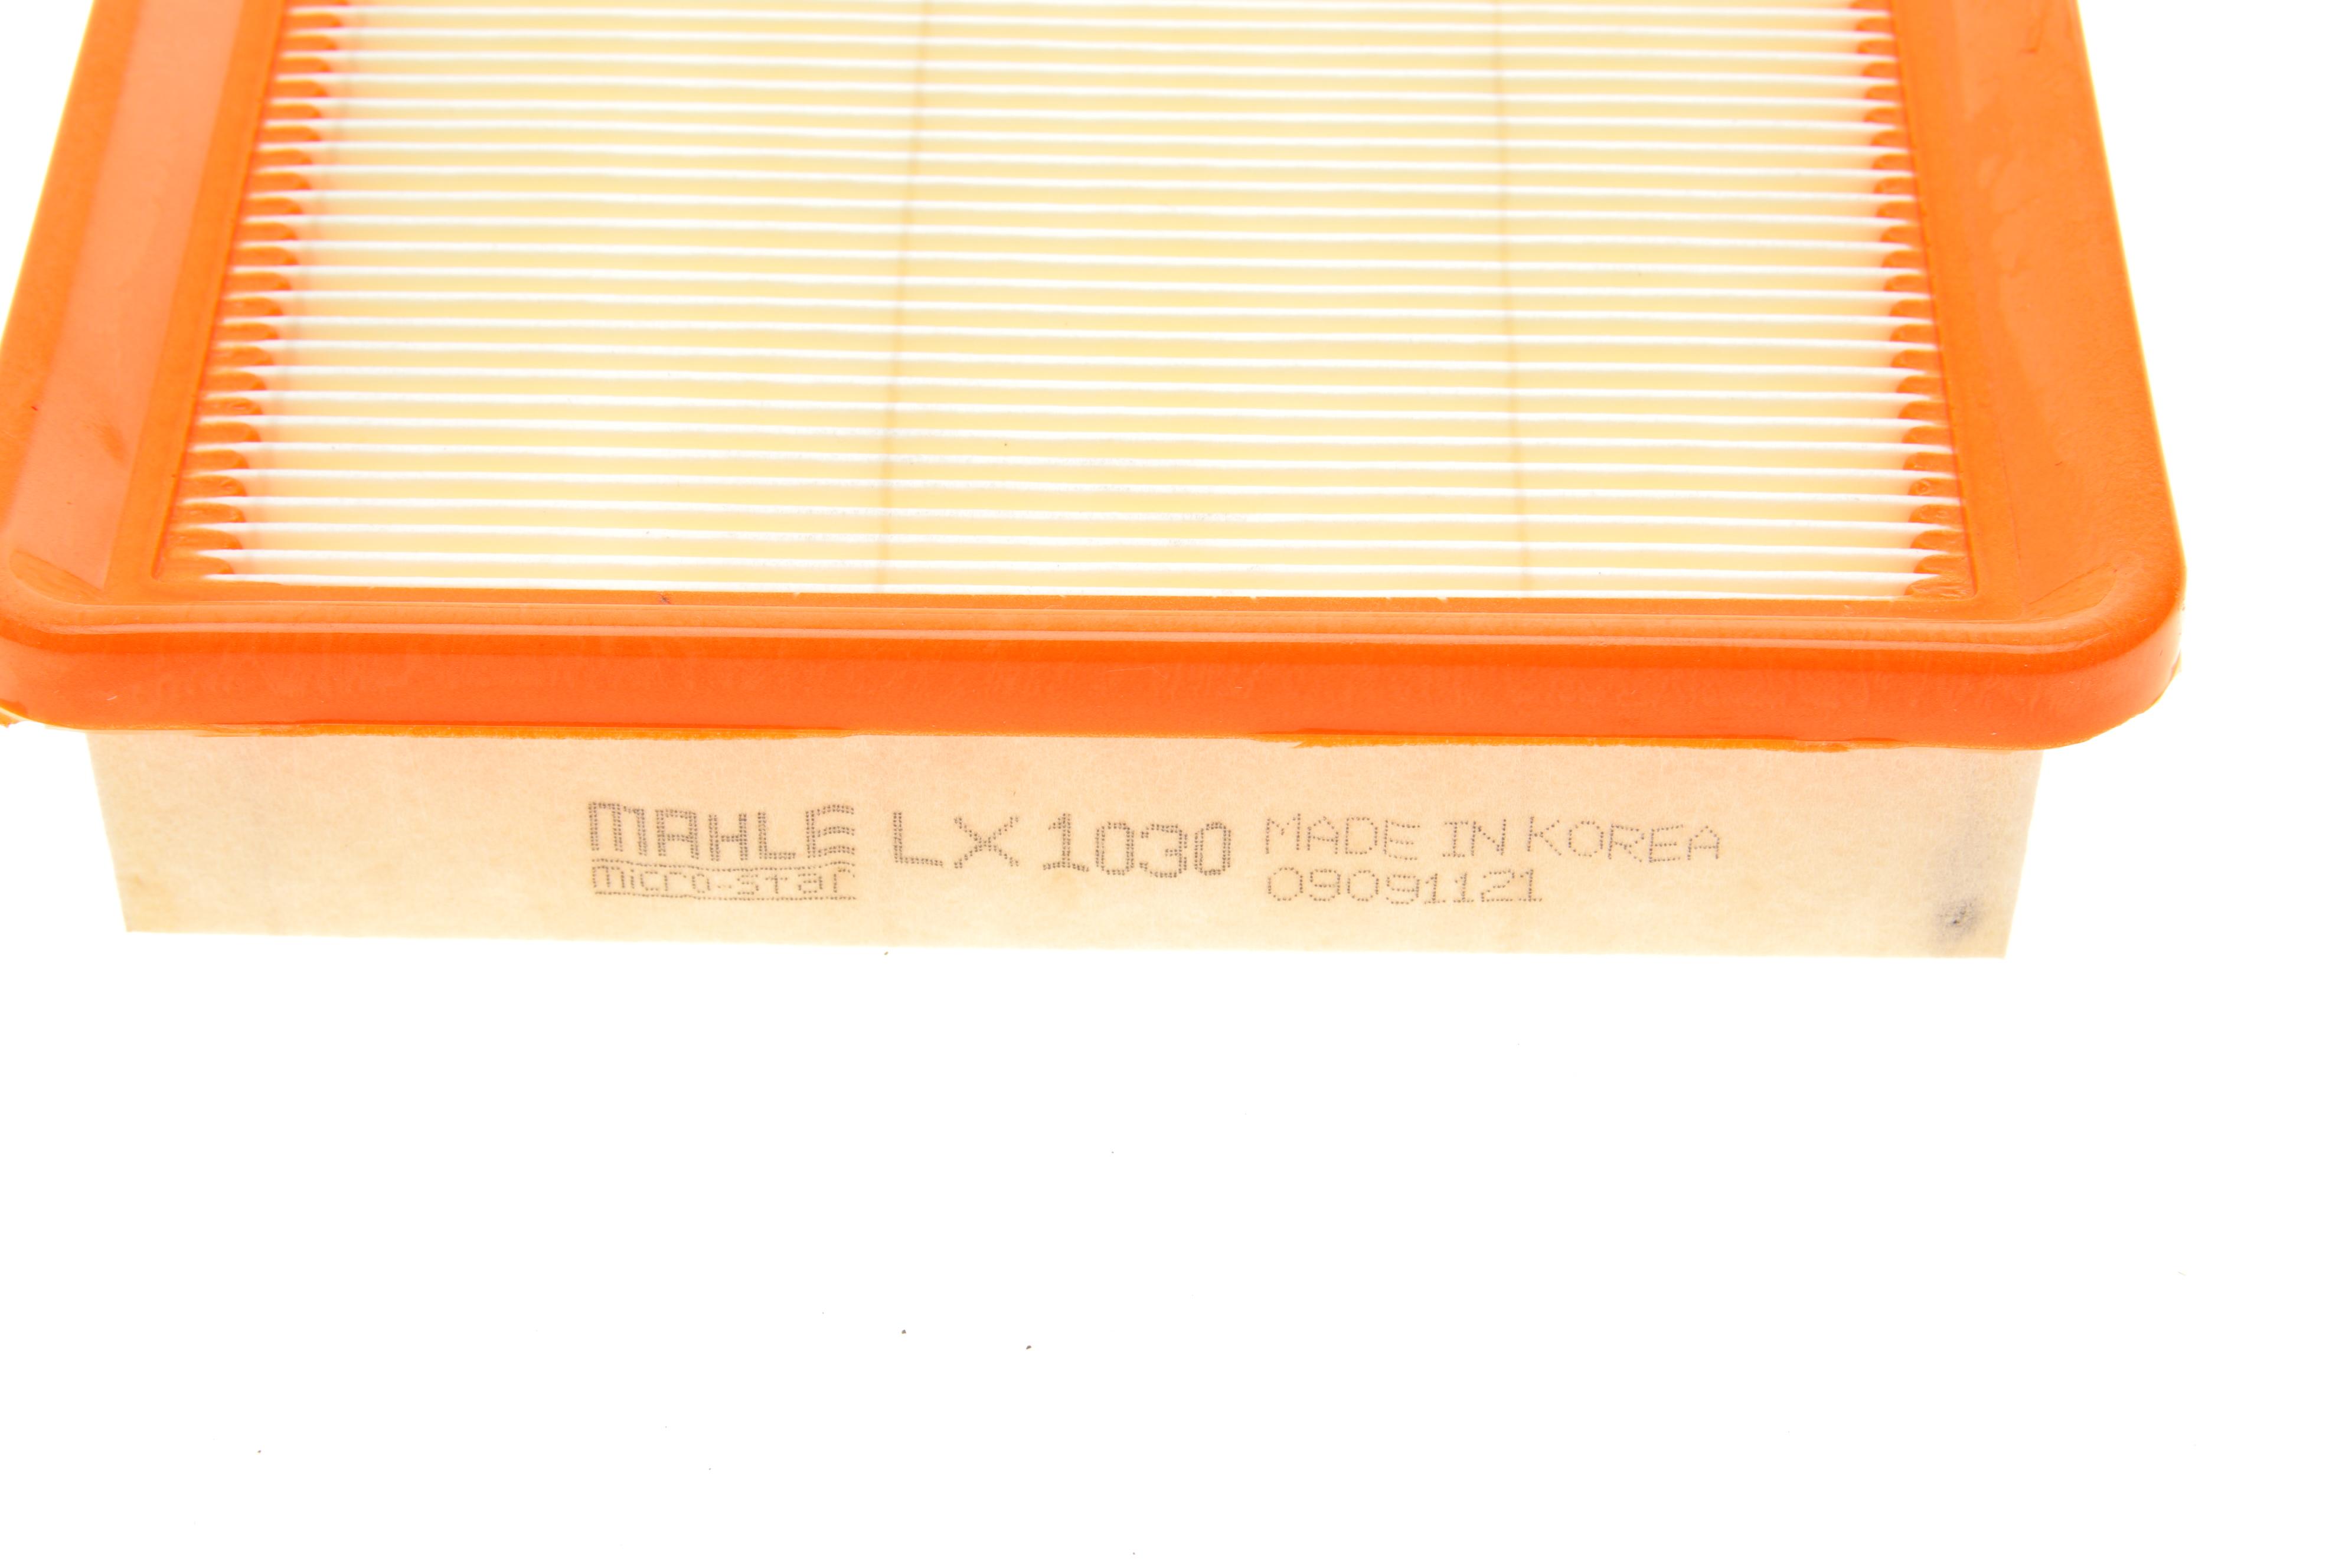 MAHLE LX 1030 MADE IN KOREA
micro-star 09091121